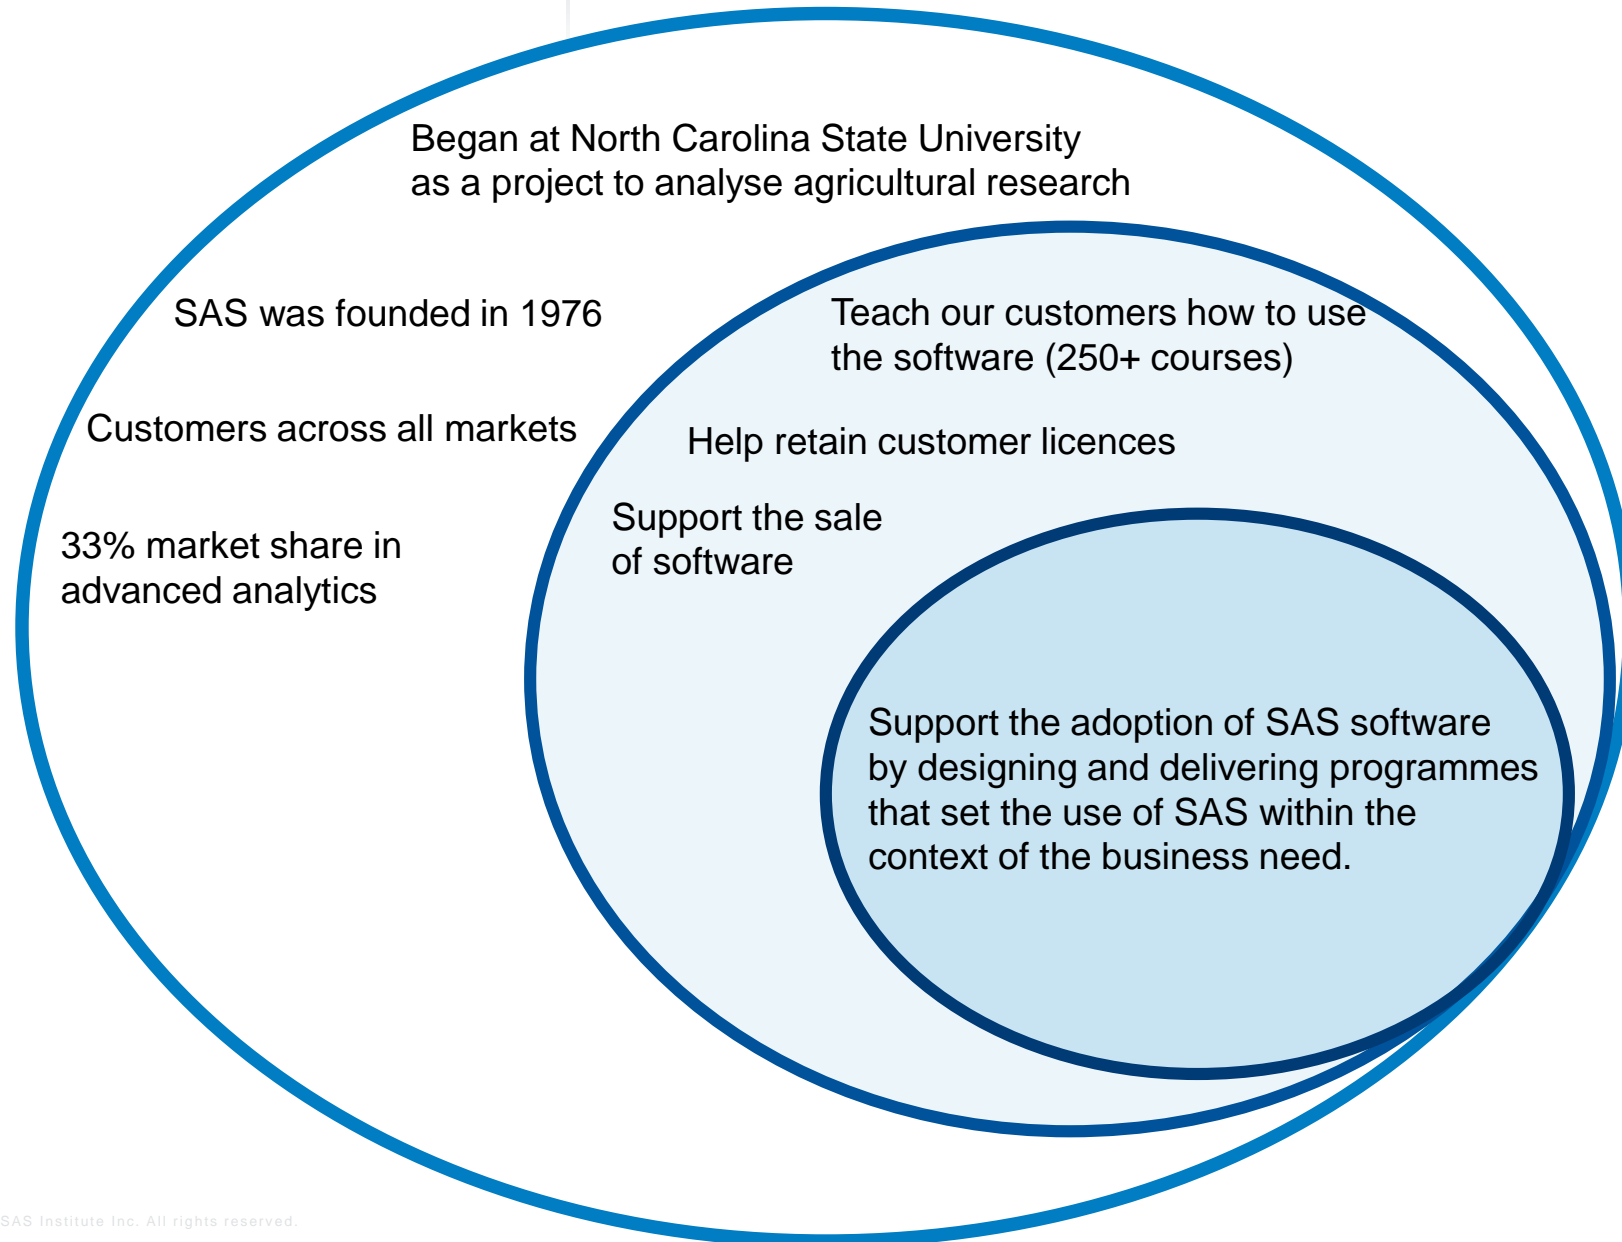 Began at North Carolina State University
as a project to analyse agricultural research
SAS was founded in 1976
Customers across all markets
33% market share in
advanced analytics
Teach our customers how to use
the software (250+ courses)
Help retain customer licences
Support the sale
of software
Support the adoption of SAS software
by designing and delivering programmes
that set the use of SAS within the
context of the business need.
SAS Institute Inc. All rights reserved.